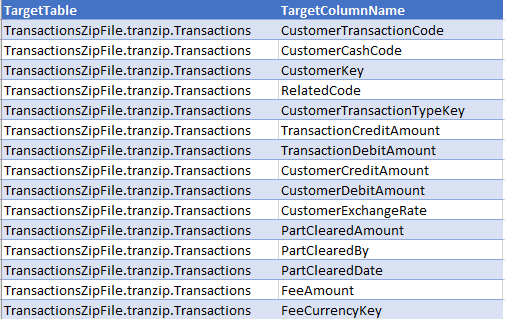 TargetTable TargetColumnName
TransactionsZipFile.tranzip.Transactions CustomerTransactionCode
TransactionsZipFile.tranzip.Transactions CustomerCashCode
TransactionsZipFile.tranzip.Transactions CustomerKey
TransactionsZipFile.tranzip.Transactions RelatedCode
TransactionsZipFile.tranzip.Transactions CustomerTransactionTypeKey
TransactionsZipFile.tranzip.Transactions TransactionCreditAmount
TransactionsZipFile.tranzip.Transactions TransactionDebitAmount
TransactionsZipFile.tranzip.Transactions CustomerCreditAmount
TransactionsZipFile.tranzip.Transactions CustomerDebitAmount
TransactionsZipFile.tranzip.Transactions CustomerExchangeRate
TransactionsZipFile.tranzip.Transactions PartClearedAmount
TransactionsZipFile.tranzip.Transactions PartClearedBy
TransactionsZipFile.tranzip.Transactions PartClearedDate
TransactionsZipFile.tranzip.Transactions FeeAmount
TransactionsZipFile.tranzip.Transactions FeeCurrencyKey